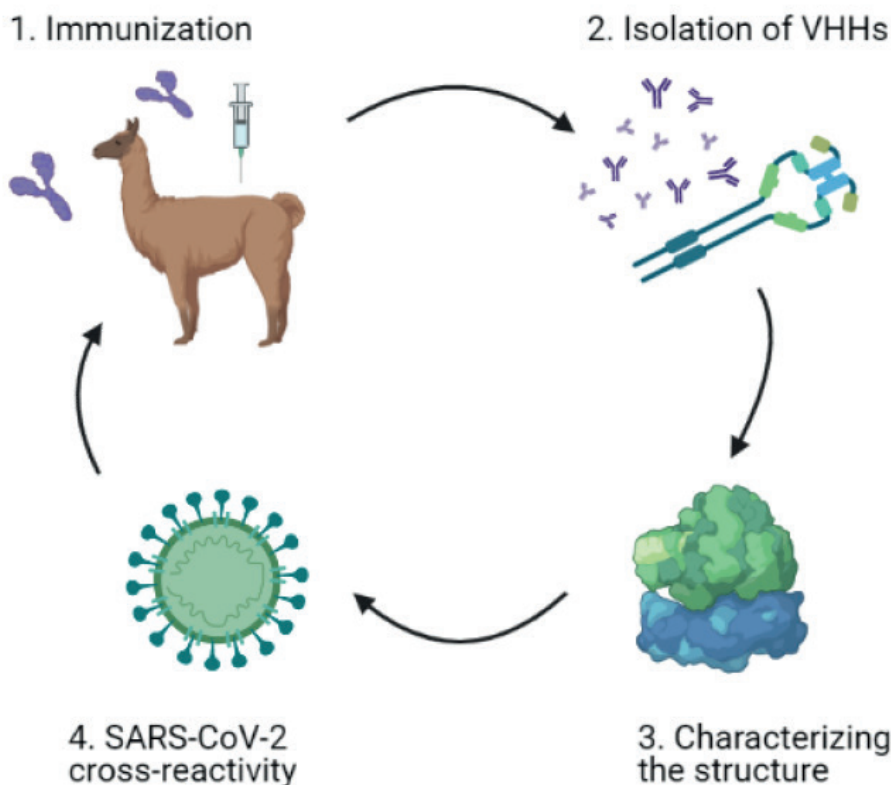 1. Immunization
2. Isolation of VHHs
4. SARS-CoV-2
cross-reactivity
3. Characterizing
the structure